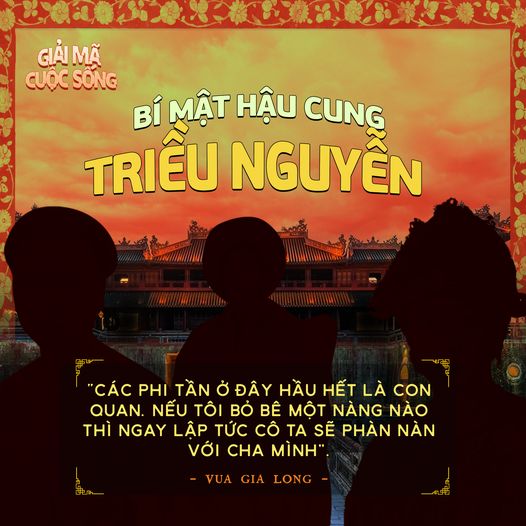 GIẢI MÃ
CUỘC SỐNG
BÍ MẬT HẬU CUNG
TRIỀU NGUYỄN
"CÁC PHI TẦN Ở ĐÂY HẦU HẾT LÀ CON
QUAN. NẾU TÔI BỎ BÊ MỘT NÀNG NÀO
THÌ NGAY LẬP TỨC CÔ TA SẼ PHÀN NÀN
VỚI CHA MÌNH".
- VUA GIA LONG -